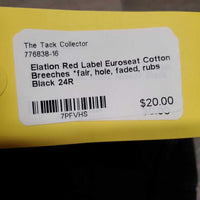 The Tack Collector
776838-16
Elation Red Label Euroseat Cotton
Breeches *fair, hole, faded, rubs
Black 24R
$20.00
7PFVHS